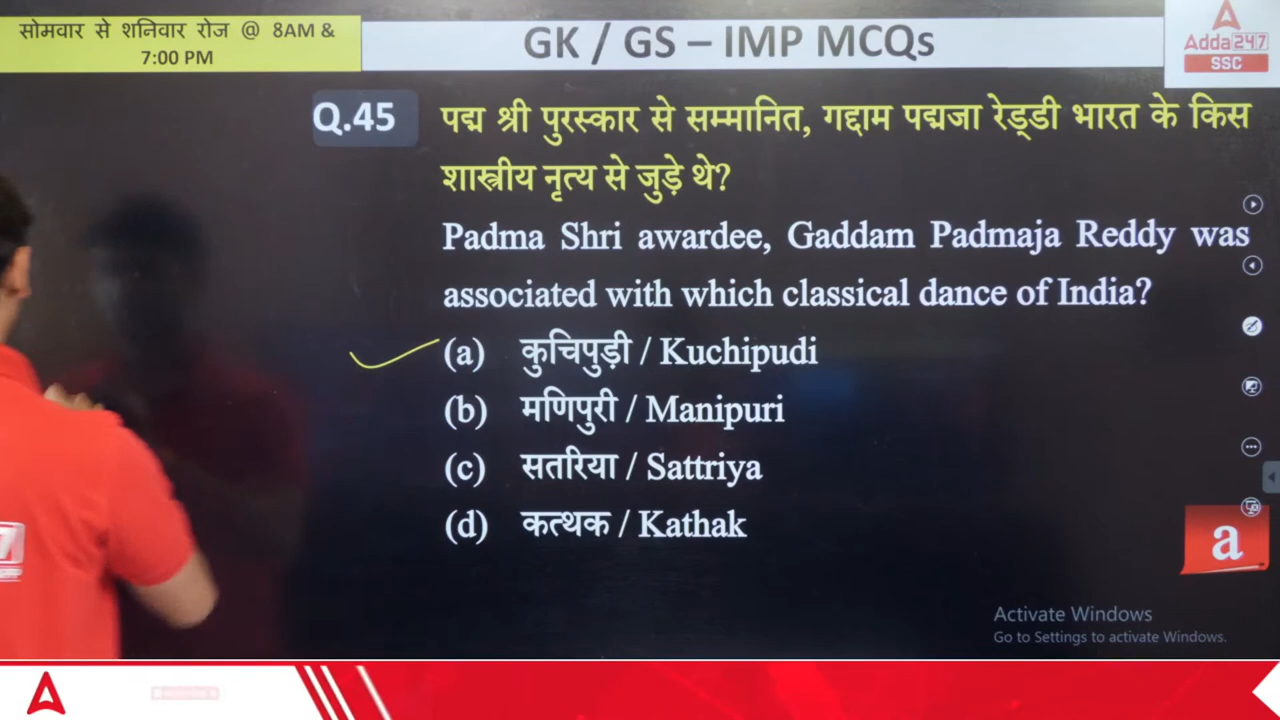 सोमवार से शनिवार रोज @ 8AM &
7:00 PM
GK / GS – IMP MCQs
Adda 247
SSC
Q.45
पद्म श्री पुरस्कार से सम्मानित, गद्दाम पद्मजा रेड्डी भारत के किस
शास्त्रीय नृत्य से जुड़े थे?
Padma Shri awardee, Gaddam Padmaja Reddy was
associated with which classical dance of India?
(a) कुचिपुड़ी / Kuchipudi
(b) मणिपुरी / Manipuri
(c) सतरिया / Sattriya
(d) कत्थक / Kathak
a
Activate Windows
Go to Settings to activate Windows.